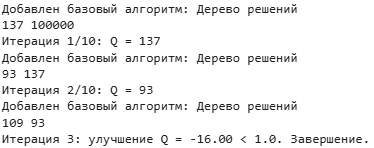 Добавлен базовый алгоритм: Дерево решений
137 100000
Итерация 1/10: Q = 137
Добавлен базовый алгоритм: Дерево решений
93 137
Итерация 2/10: Q = 93
Добавлен базовый алгоритм: Дерево решений
109 93
Итерация 3: улучшение Q = -16.00 < 1.0. Завершение.